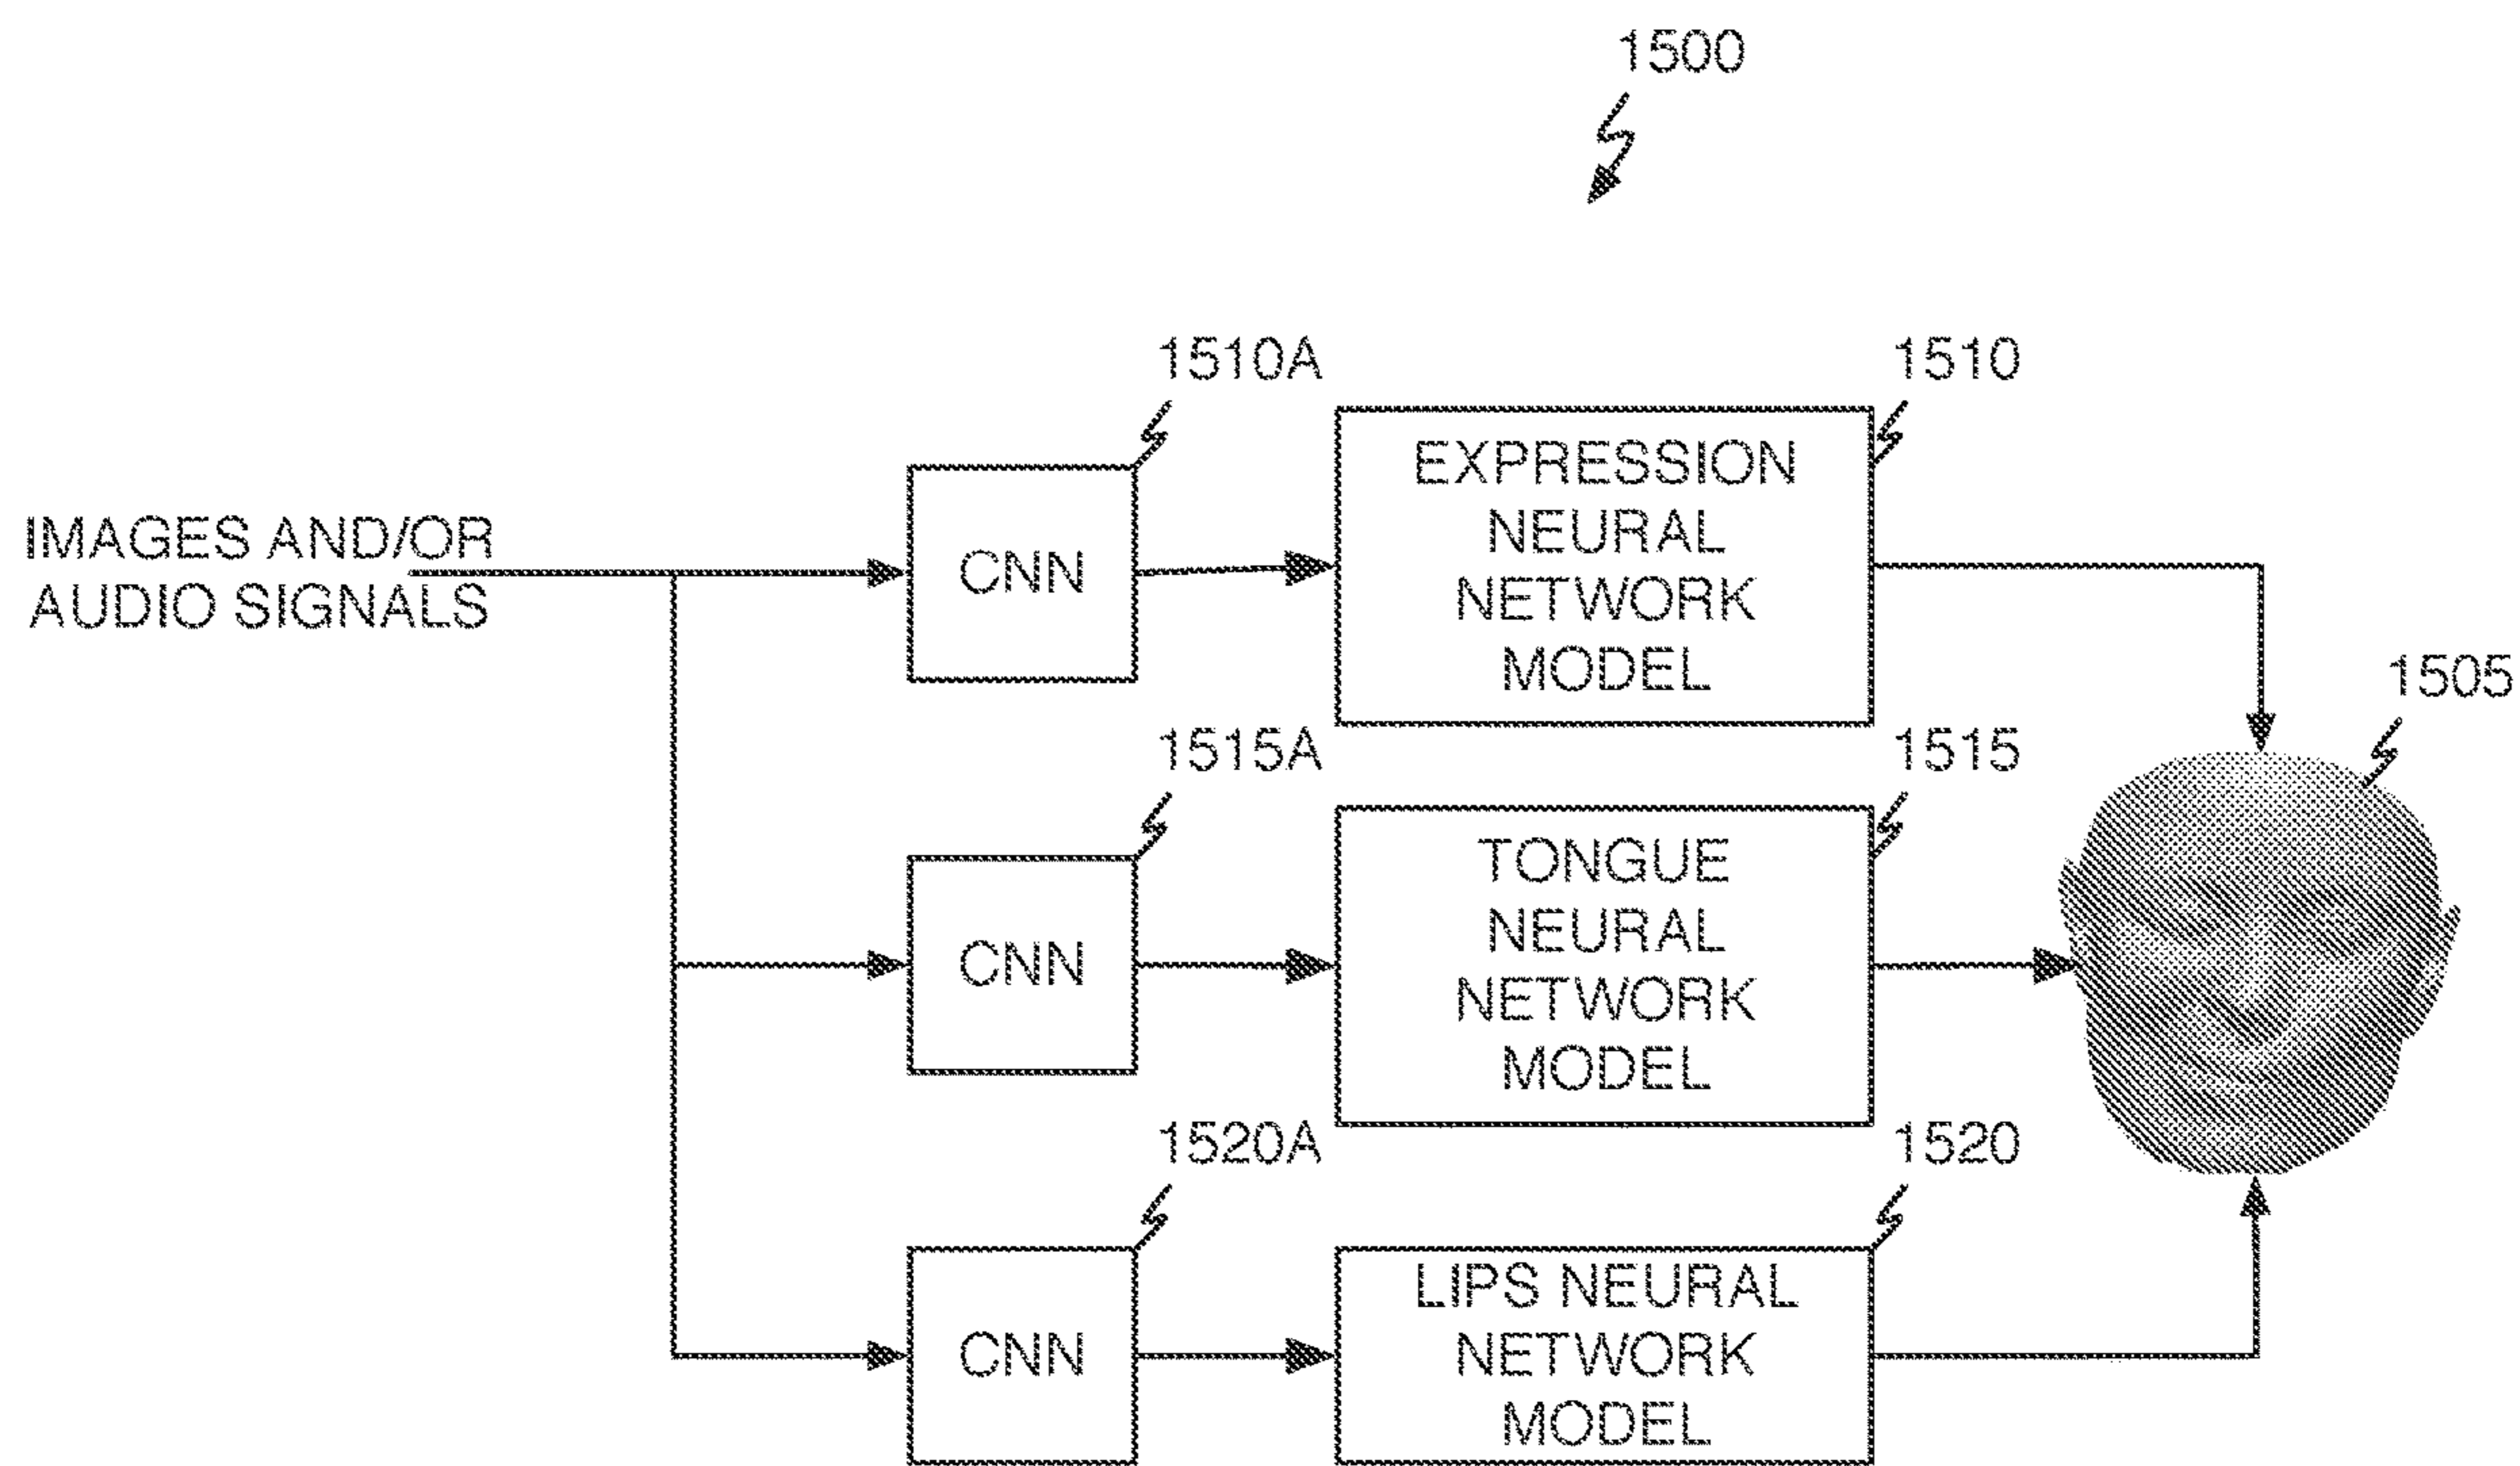 1500
1510A
1510
IMAGES AND/OR
AUDIO SIGNALS
CNN
EXPRESSION
NEURAL
NETWORK
MODEL
1505
1515A
1515
CNN
TONGUE
NEURAL
NETWORK
MODEL
1520A
1520
CNN
LIPS NEURAL
NETWORK
MODEL